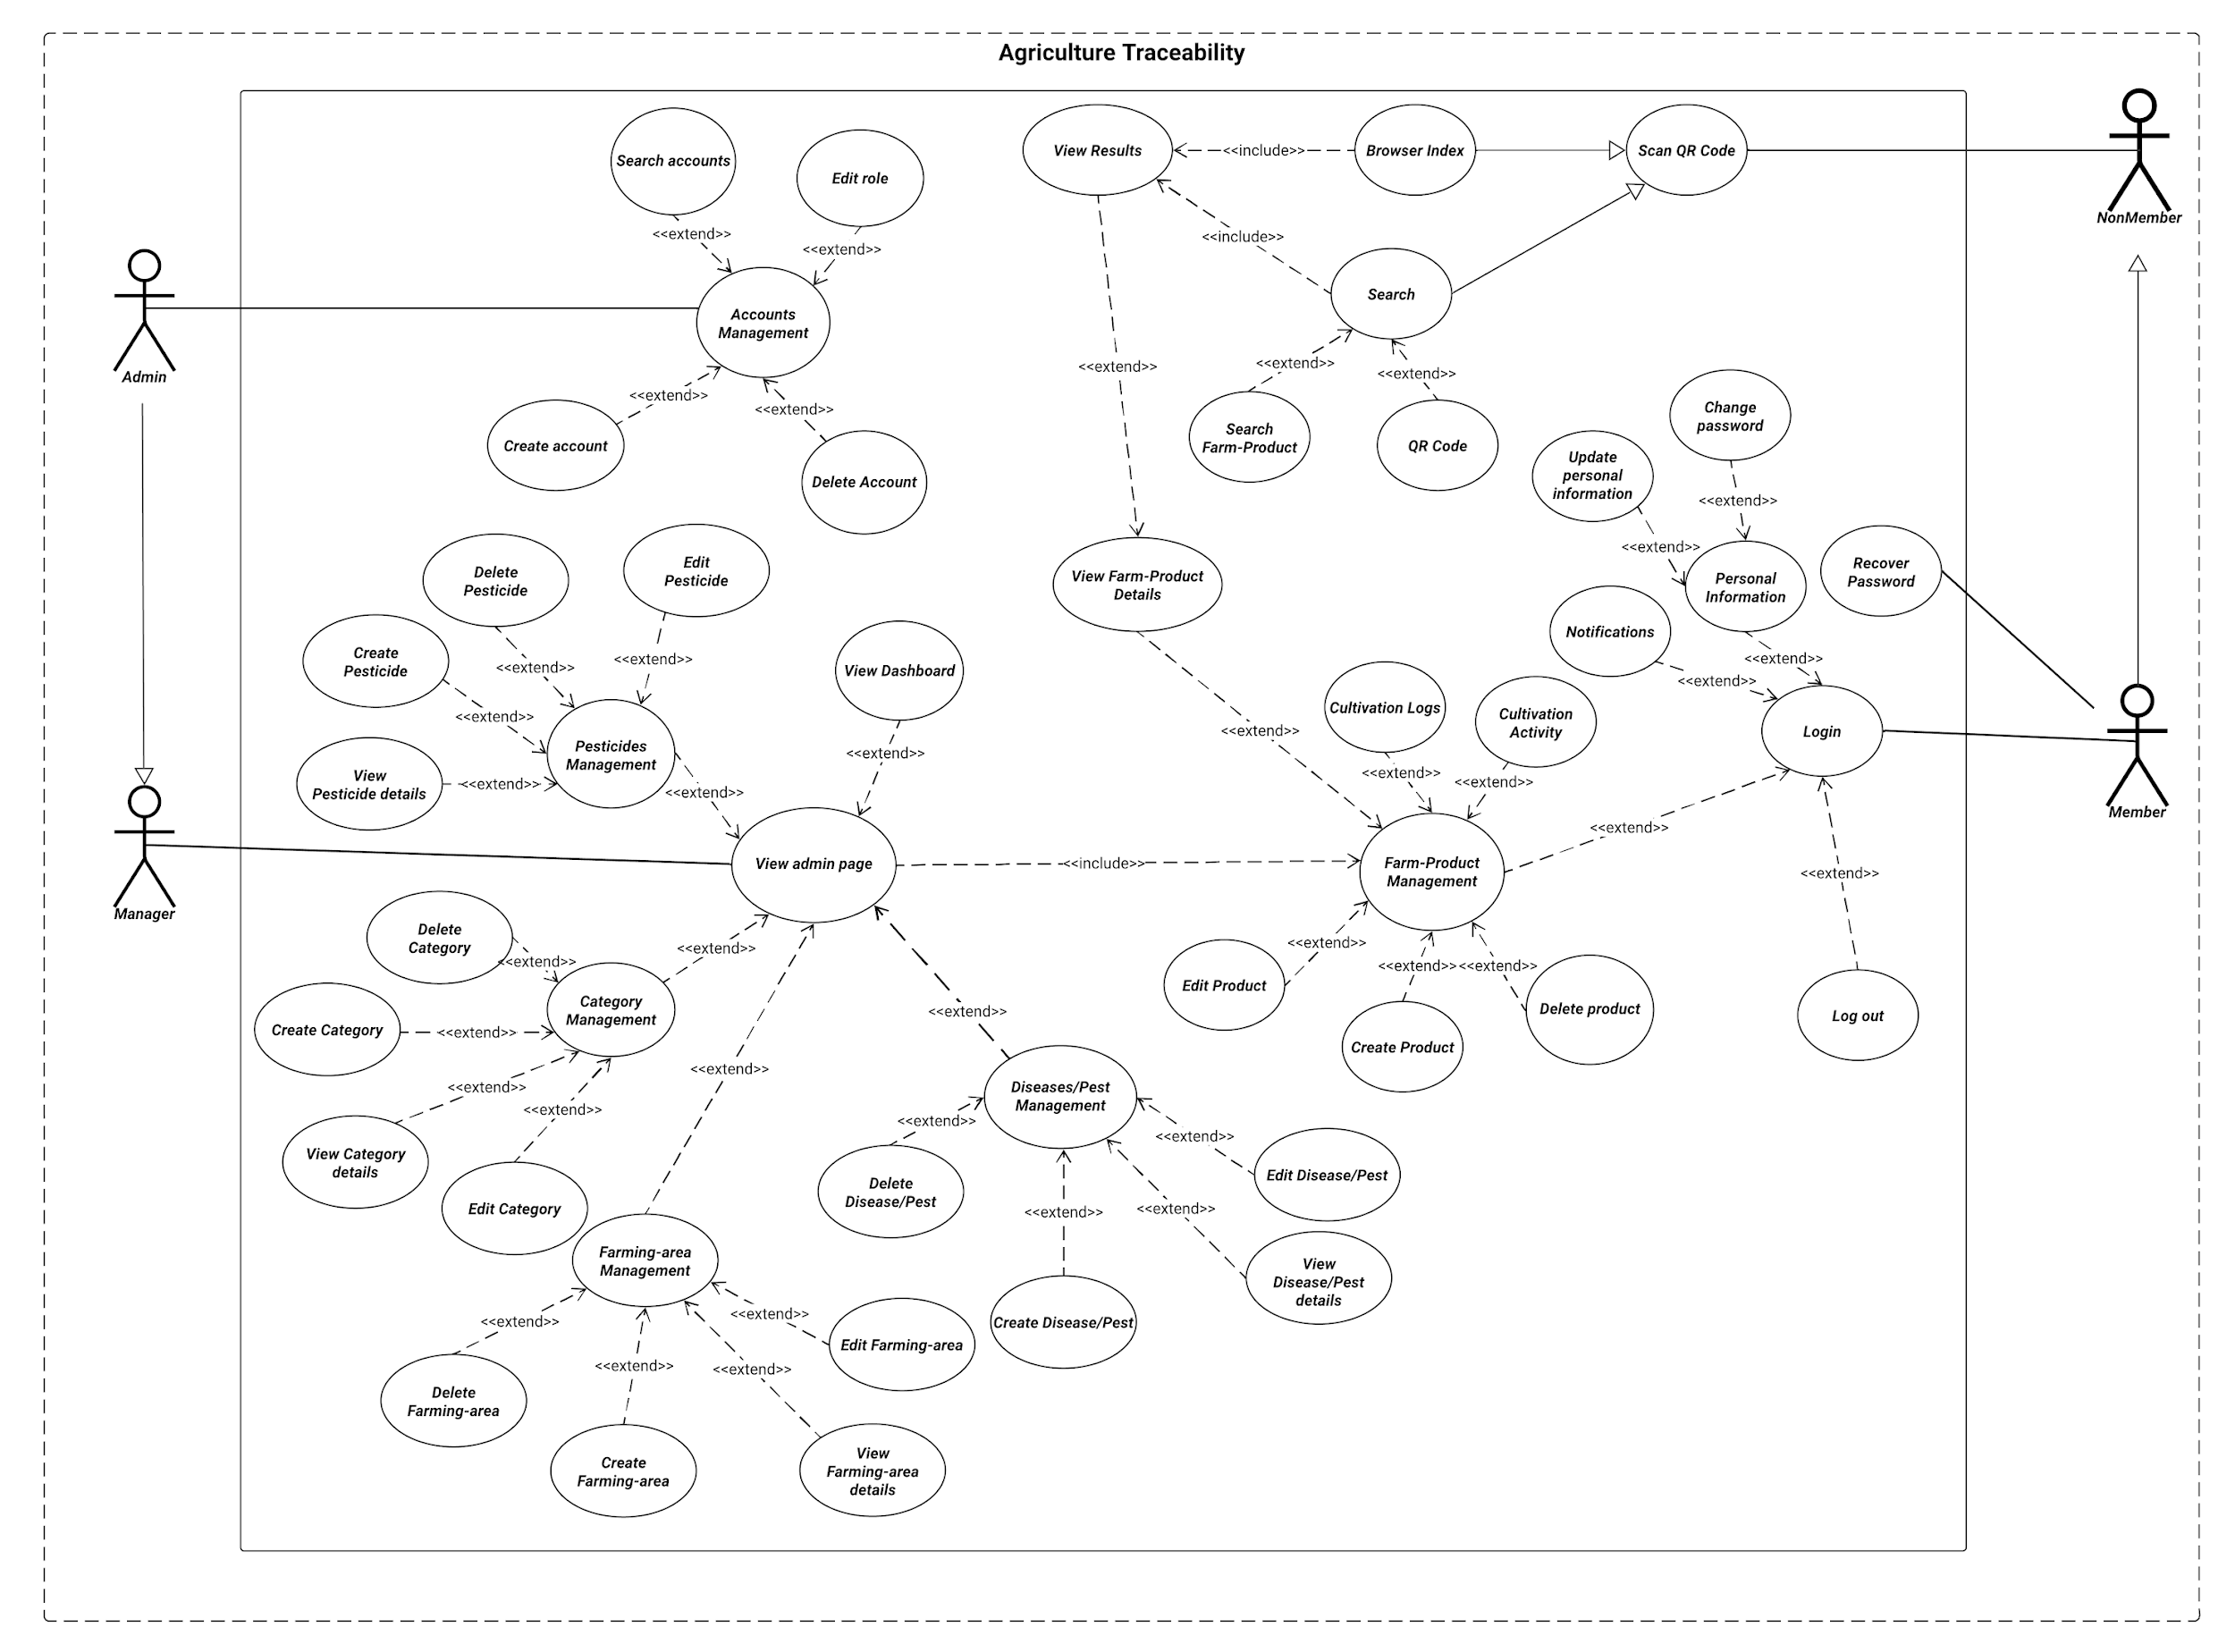 Agriculture Traceability
Search accounts
Edit role
View Results
<<include>>
Browser Index
Scan QR Code
NonMember
<<extend>>
<<extend>>
<<include>>
Admin
Accounts
Management
Search
<<extend>>
<<extend>>
<<extend>>
<<extend>>
<<extend>>
Create account
Delete Account
Search
Farm-Product
QR Code
Change
password
Update
personal
information
<<extend>>
<<extend>>
Delete
Pesticide
Edit
Pesticide
View Farm-Product
Details
Personal
Information
Recover
Password
Create
Pesticide
<<extend>>
<<extend>>
View Dashboard
Notifications
<<extend>>
<<extend>>
<<extend>>
Cultivation Logs
Cultivation
Activity
<<extend>>
Login
View
Pesticide details
<<extend>>
Pesticides
Management
<<extend>>
<<extend>>
<<extend>>
<<extend>>
Member
Manager
View admin page
<<include>>
Farm-Product
Management
<<extend>>
<<extend>>
Delete
Category
<<extend>>
<<extend>>
<<extend>>
<<extend>>
<<extend>>
Create Category
<<extend>>
Category
Management
<<extend>>
Edit Product
Create Product
Delete product
Log out
<<extend>>
<<extend>>
<<extend>>
Diseases/Pest
Management
View Category
details
Edit Category
<<extend>>
<<extend>>
Delete
Disease/Pest
<<extend>>
<<extend>>
Edit Disease/Pest
Farming-area
Management
View
Disease/Pest
details
Create Disease/Pest
<<extend>>
<<extend>>
<<extend>>
<<extend>>
Edit Farming-area
Delete
Farming-area
Create
Farming-area
View
Farming-area
details